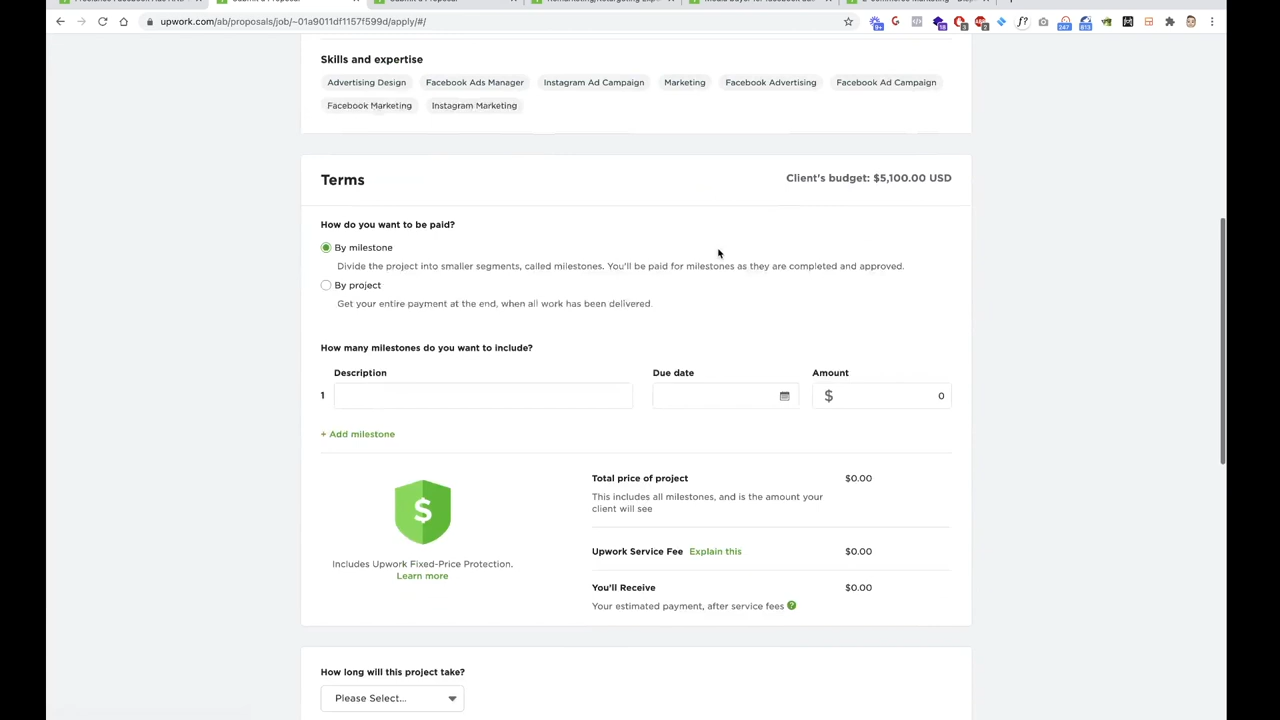 upwork.com/ab/proposals/job/~01a9011df1157f599d/apply/#/
Skills and expertise
Advertising Design Facebook Ads Manager Instagram Ad Campaign Marketing Facebook Advertising Facebook Ad Campaign
Facebook Marketing Instagram Marketing
Terms
Client's budget: $5,100.00 USD
How do you want to be paid?
By milestone
Divide the project into smaller segments, called milestones. You'll be paid for milestones as they are completed and approved.
By project
Get your entire payment at the end, when all work has been delivered.
How many milestones do you want to include?
Description Due date Amount
1 $ 0
+ Add milestone
Total price of project $0.00
This includes all milestones, and is the amount your
client will see
$
Upwork Service Fee Explain this $0.00
Includes Upwork Fixed-Price Protection.
Learn more
You'll Receive $0.00
Your estimated payment, after service fees ?
How long will this project take?
Please Select...